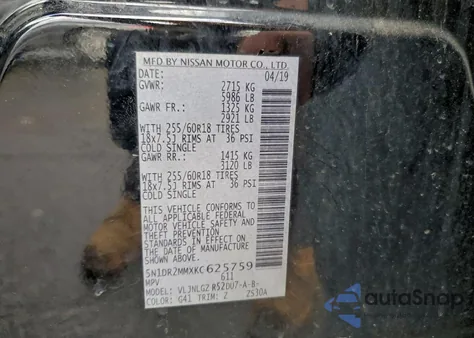 MFD BY NISSAN MOTOR CO., LTD
DATE: 04/19
GVWR: 2715 KG
5986 LB
GAWR FR.: 1325 KG
2921 LB
WITH 255/60R18 TIRES
18x7.5J RIMS AT 36 PSI
COLD SINGLE
GAWR RR.: 1415 KG
3120 LB
WITH 255/60R18 TIRES
18x7.5J RIMS AT 36 PSI
COLD SINGLE
THIS VEHICLE CONFORMS TO
ALL APPLICABLE FEDERAL
MOTOR VEHICLE SAFETY AND
THEFT PREVENTION
STANDARDS IN EFFECT ON
THE DATE OF MANUFACTURE
SHOWN ABOVE.
5N1DR2MMXKC625759
MPV 611
MODEL: VLJNLG2 R52DU7-A-B-
COLOR: G41 TRIM: Z 2S30A
autoSnap